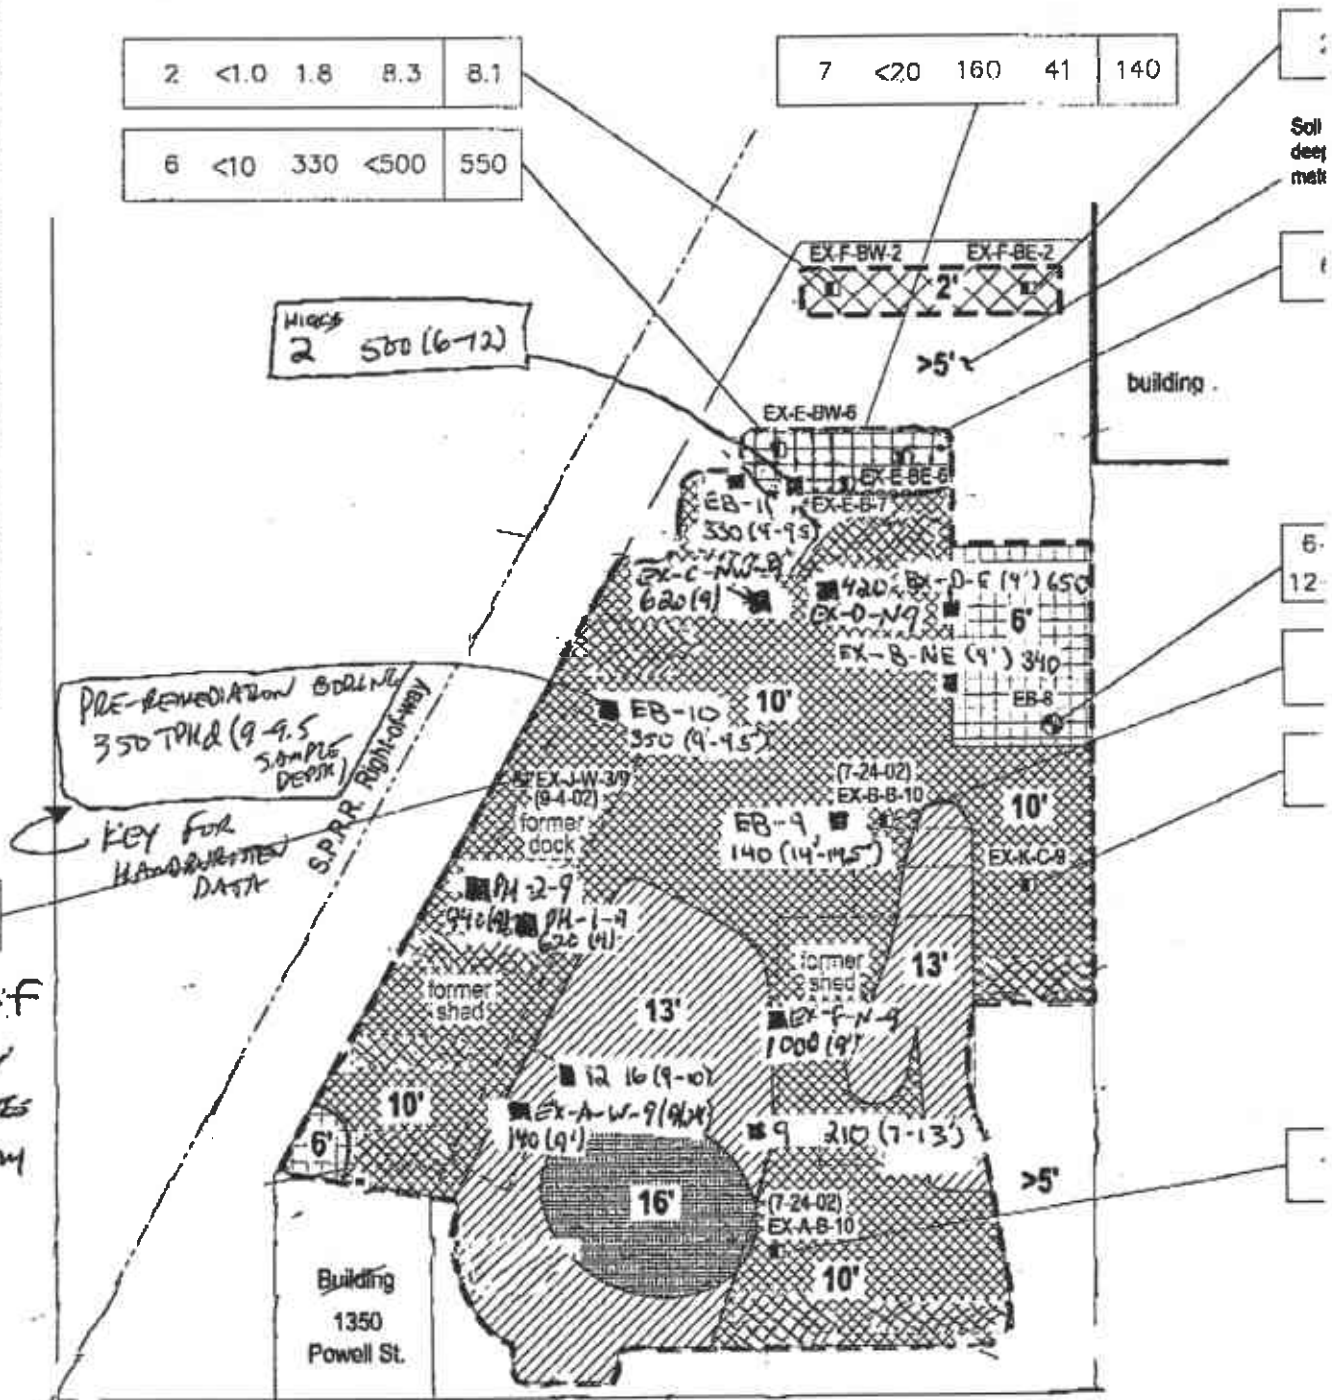 2 <1.0 1.8 8.3 8.1
7 <20 160 41 140
6 <10 330 <500 550
Soil
deep
EX-F-BW-2 EX-F-BE-2
2'
2 500 (6-12)
>5'
building
EX-E-BW-6
EX-E-BE-6
EX-E-B-7
EB-11
330 (9-9.5)
EX-C-NW-9
620 (9)
420
EX-D-N9
EX-D-E (9') 650
6'
EX-B-NE (9') 340
EB-8
6-
12-
PRE-REMEDIATION BORING
350 TPHd (9-9.5
SAMPLE
DEPTH)
S.P.R.R. Right-of-way
KEY FOR
HANDWRITTEN
DATA
EB-10
350 (9'-9.5')
10'
EX-J-W-3/9
(9-4-02)
former
dock
(7-24-02)
EX-B-B-10
EB-9
140 (14'-14.5')
10'
EX-K-C-9
PH-2-9
940 (9)
PH-1-9
620 (9)
former
shed
13'
former
shed
13'
EX-F-N-9
1000 (9')
12 16 (9-10)
EX-A-W-9
140 (9')
10'
6'
9 210 (7-13')
>5'
16'
(7-24-02)
EX-A-B-10
10'
Building
1350
Powell St.